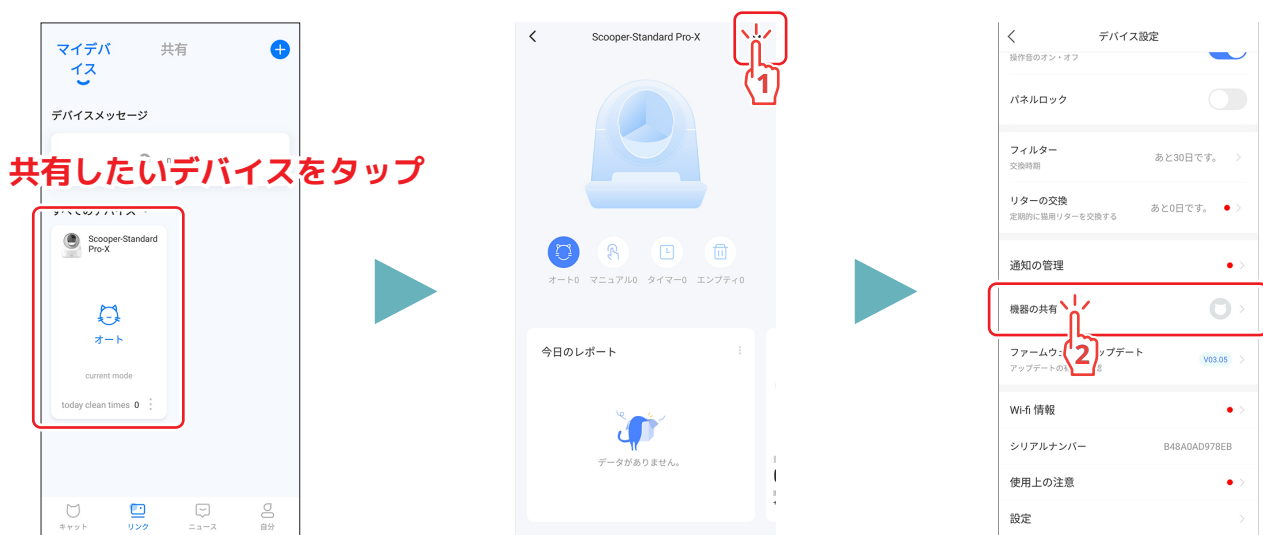 マイデバ
イス
共有
デバイスメッセージ
共有したいデバイスをタップ
Scooper-Standard
Pro-X
オート
current mode
today clean times 0
キャット
リンク
ニュース
自分
Scooper-Standard Pro-X
1
オート0
マニュアル0
タイマー0
エンプティ0
今日のレポート
データがありません。
デバイス設定
操作音のオン・オフ
パネルロック
フィルター
交換時期
あと30日です。
リターの交換
定期的に猫用リターを交換する
あと0日です。
通知の管理
機器の共有
2
アップデートの
V03.05
Wi-fi 情報
シリアルナンバー
B48A0AD978EB
使用上の注意
設定